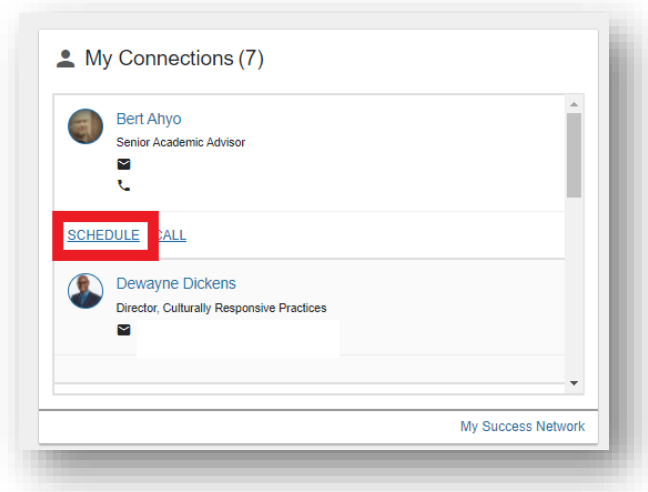 My Connections (7)
Bert Ahyo
Senior Academic Advisor
SCHEDULE CALL
Dewayne Dickens
Director, Culturally Responsive Practices
My Success Network